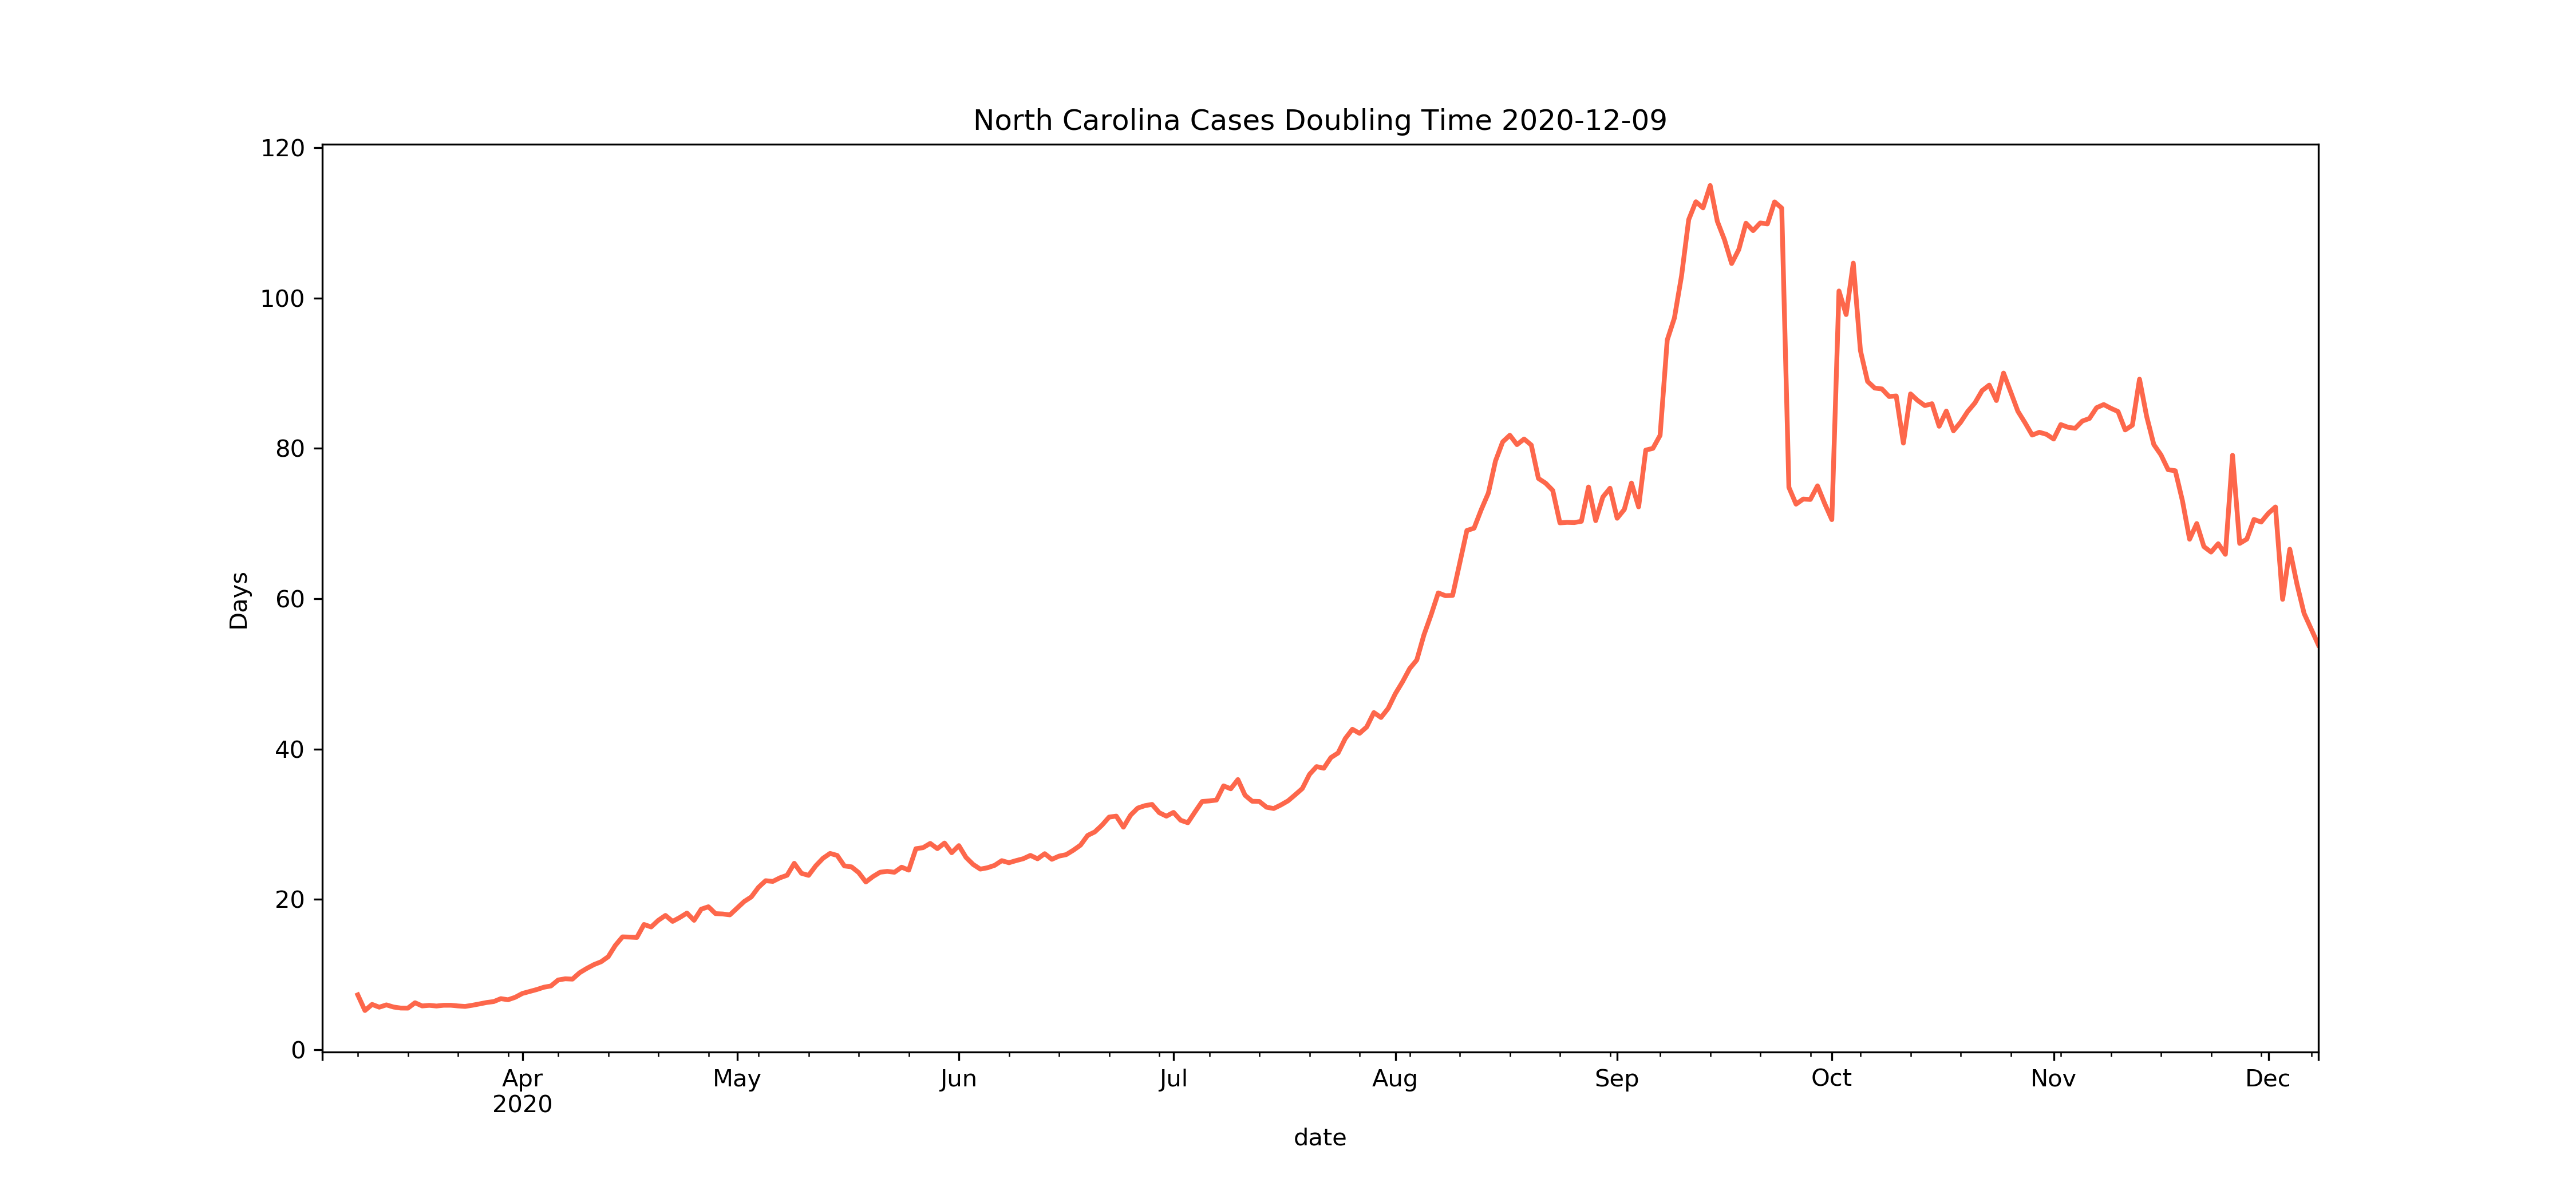 North Carolina Cases Doubling Time 2020-12-09
120
100
80
60
40
20
0
Days
Apr May Jun Jul Aug Sep Oct Nov Dec
2020
date